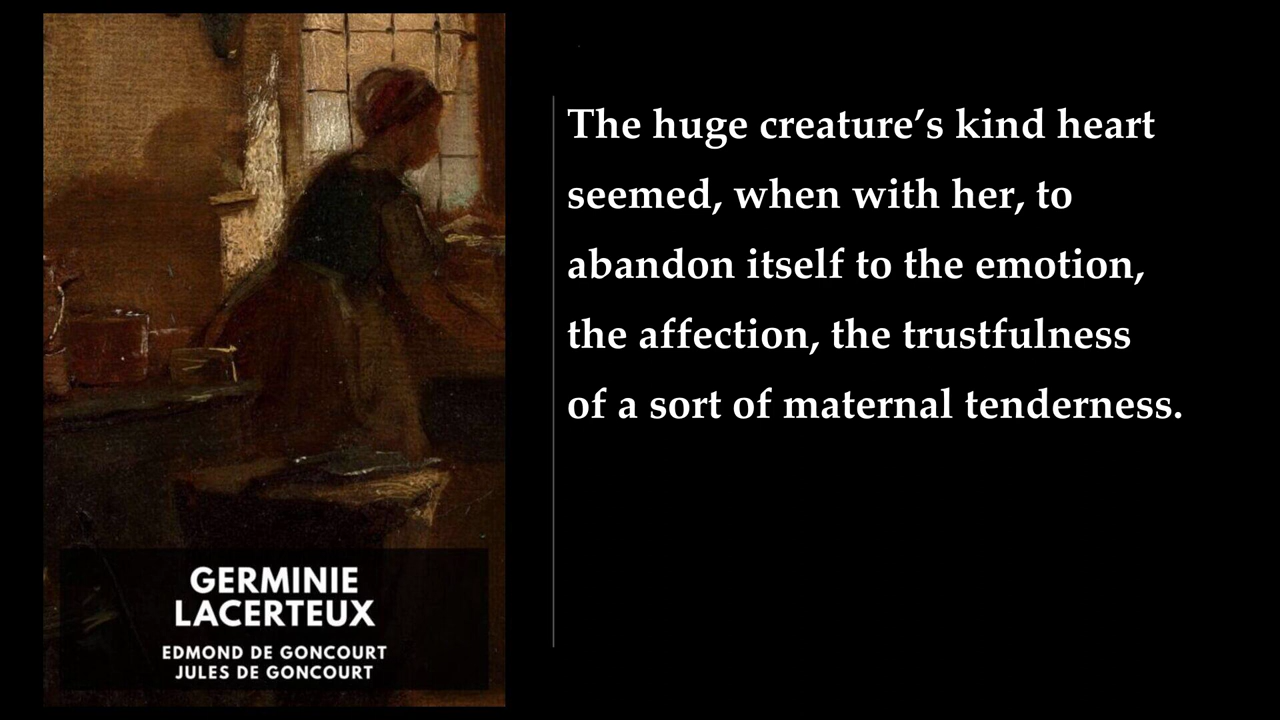 The huge creature’s kind heart
seemed, when with her, to
abandon itself to the emotion,
the affection, the trustfulness
of a sort of maternal tenderness.
GERMINIE
LACERTEUX
EDMOND DE GONCOURT
JULES DE GONCOURT